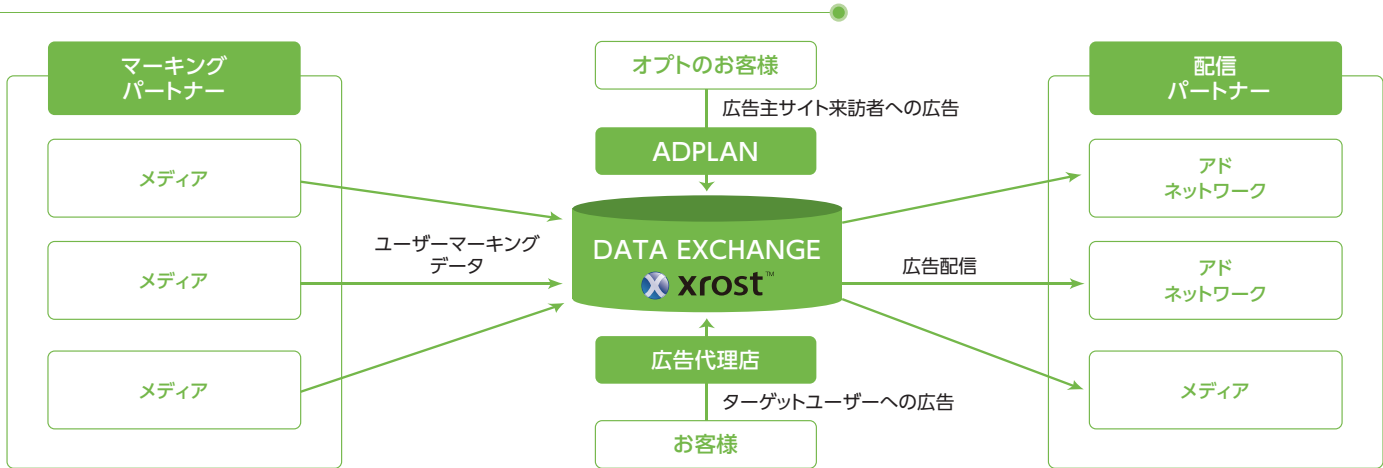 マーキング
パートナー
メディア
メディア
メディア
ユーザーマーキング
データ
オプトのお客様
広告主サイト来訪者への広告
ADPLAN
DATA EXCHANGE
xrost™
広告代理店
ターゲットユーザーへの広告
お客様
広告配信
配信
パートナー
アド
ネットワーク
アド
ネットワーク
メディア